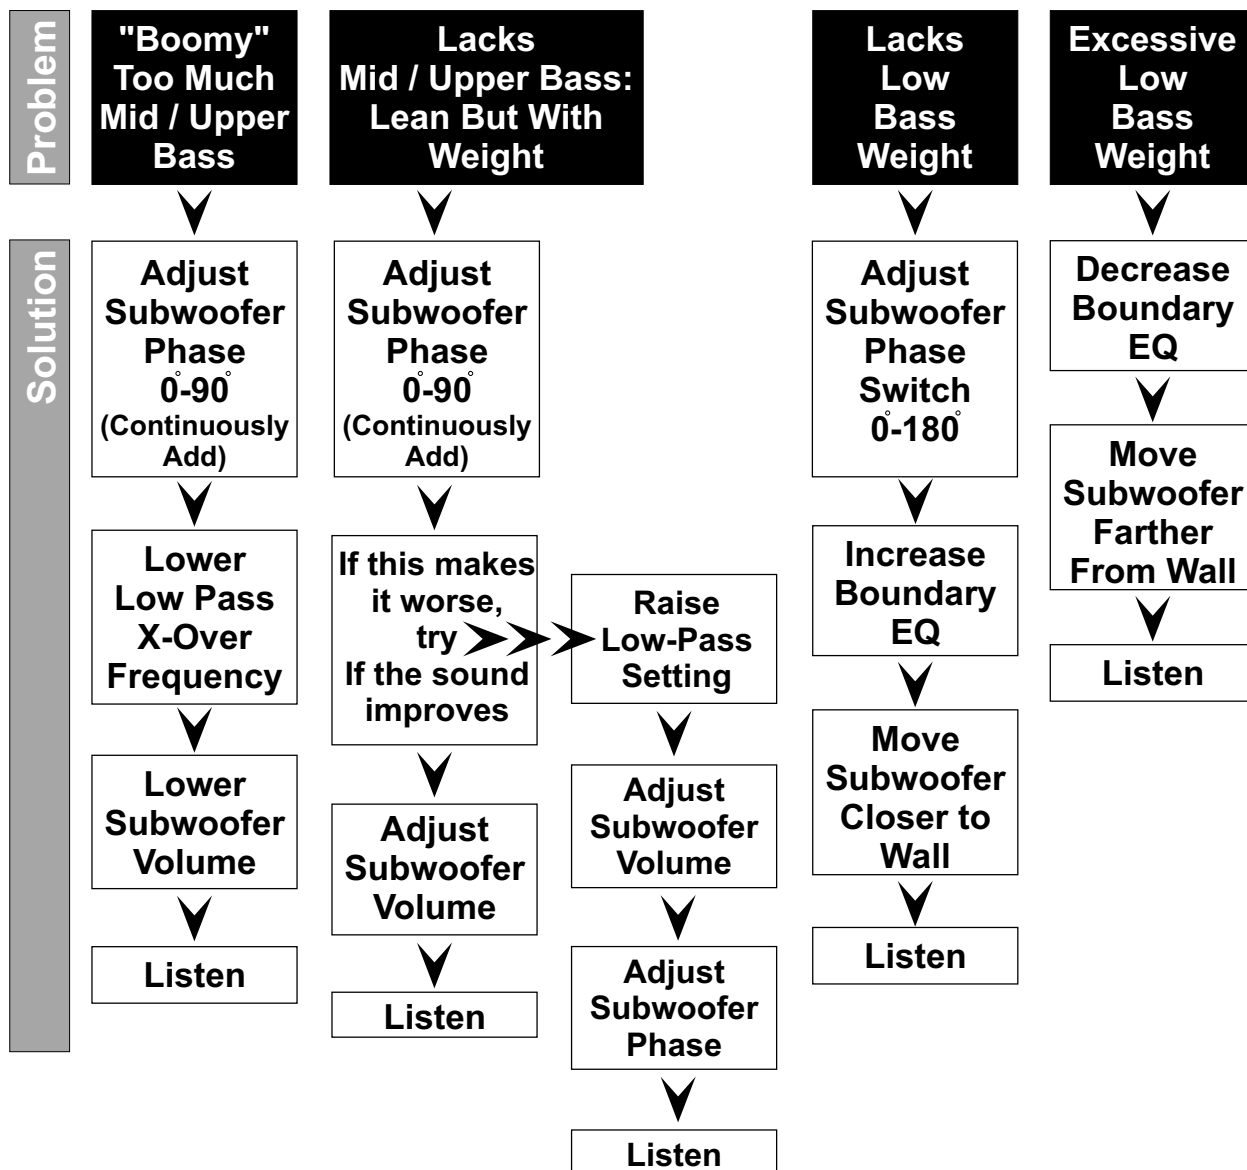 Problem
"Boomy"
Too Much
Mid / Upper
Bass
Lacks
Mid / Upper Bass:
Lean But With
Weight
Lacks
Low
Bass
Weight
Excessive
Low
Bass
Weight
Solution
Adjust
Subwoofer
Phase
0°-90°
(Continuously
Add)
Lower
Low Pass
X-Over
Frequency
Lower
Subwoofer
Volume
Listen
Adjust
Subwoofer
Phase
0°-90°
(Continuously
Add)
If this makes
it worse,
try
If the sound
improves
Adjust
Subwoofer
Volume
Listen
Raise
Low-Pass
Setting
Adjust
Subwoofer
Volume
Adjust
Subwoofer
Phase
Listen
Adjust
Subwoofer
Phase
Switch
0°-180°
Increase
Boundary
EQ
Move
Subwoofer
Closer to
Wall
Listen
Decrease
Boundary
EQ
Move
Subwoofer
Farther
From Wall
Listen